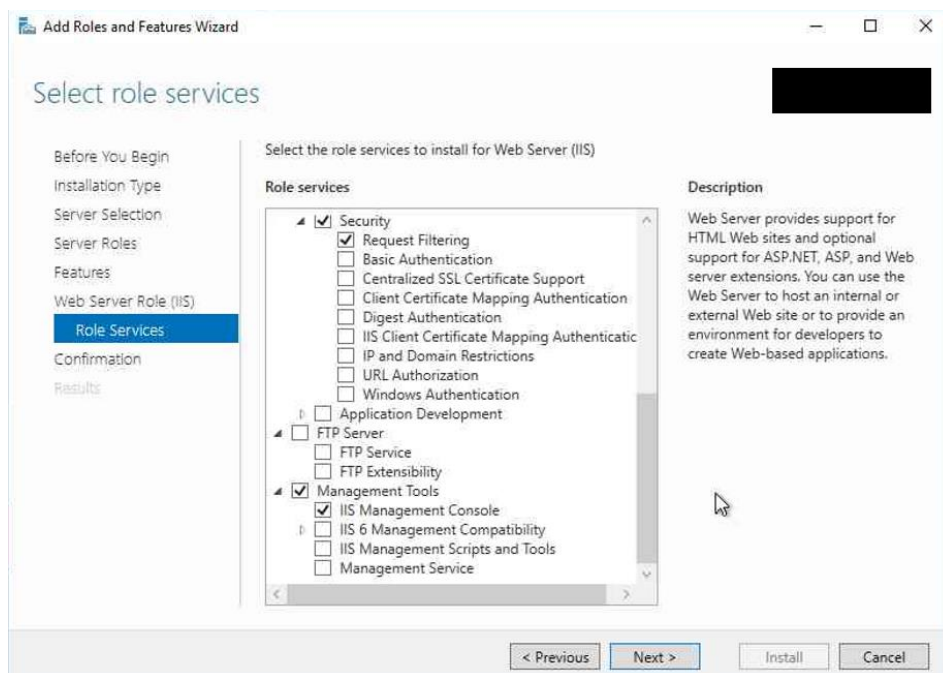 Add Roles and Features Wizard
Select role services
Before You Begin
Installation Type
Server Selection
Server Roles
Features
Web Server Role (IIS)
Role Services
Confirmation
Results
Select the role services to install for Web Server (IIS)
Role services
Security
Request Filtering
Basic Authentication
Centralized SSL Certificate Support
Client Certificate Mapping Authentication
Digest Authentication
IIS Client Certificate Mapping Authenticatic
IP and Domain Restrictions
URL Authorization
Windows Authentication
Application Development
FTP Server
FTP Service
FTP Extensibility
Management Tools
IIS Management Console
IIS 6 Management Compatibility
IIS Management Scripts and Tools
Management Service
Description
Web Server provides support for
HTML Web sites and optional
support for ASP.NET, ASP, and Web
server extensions. You can use the
Web Server to host an internal or
external Web site or to provide an
environment for developers to
create Web-based applications.
< Previous
Next >
Install
Cancel